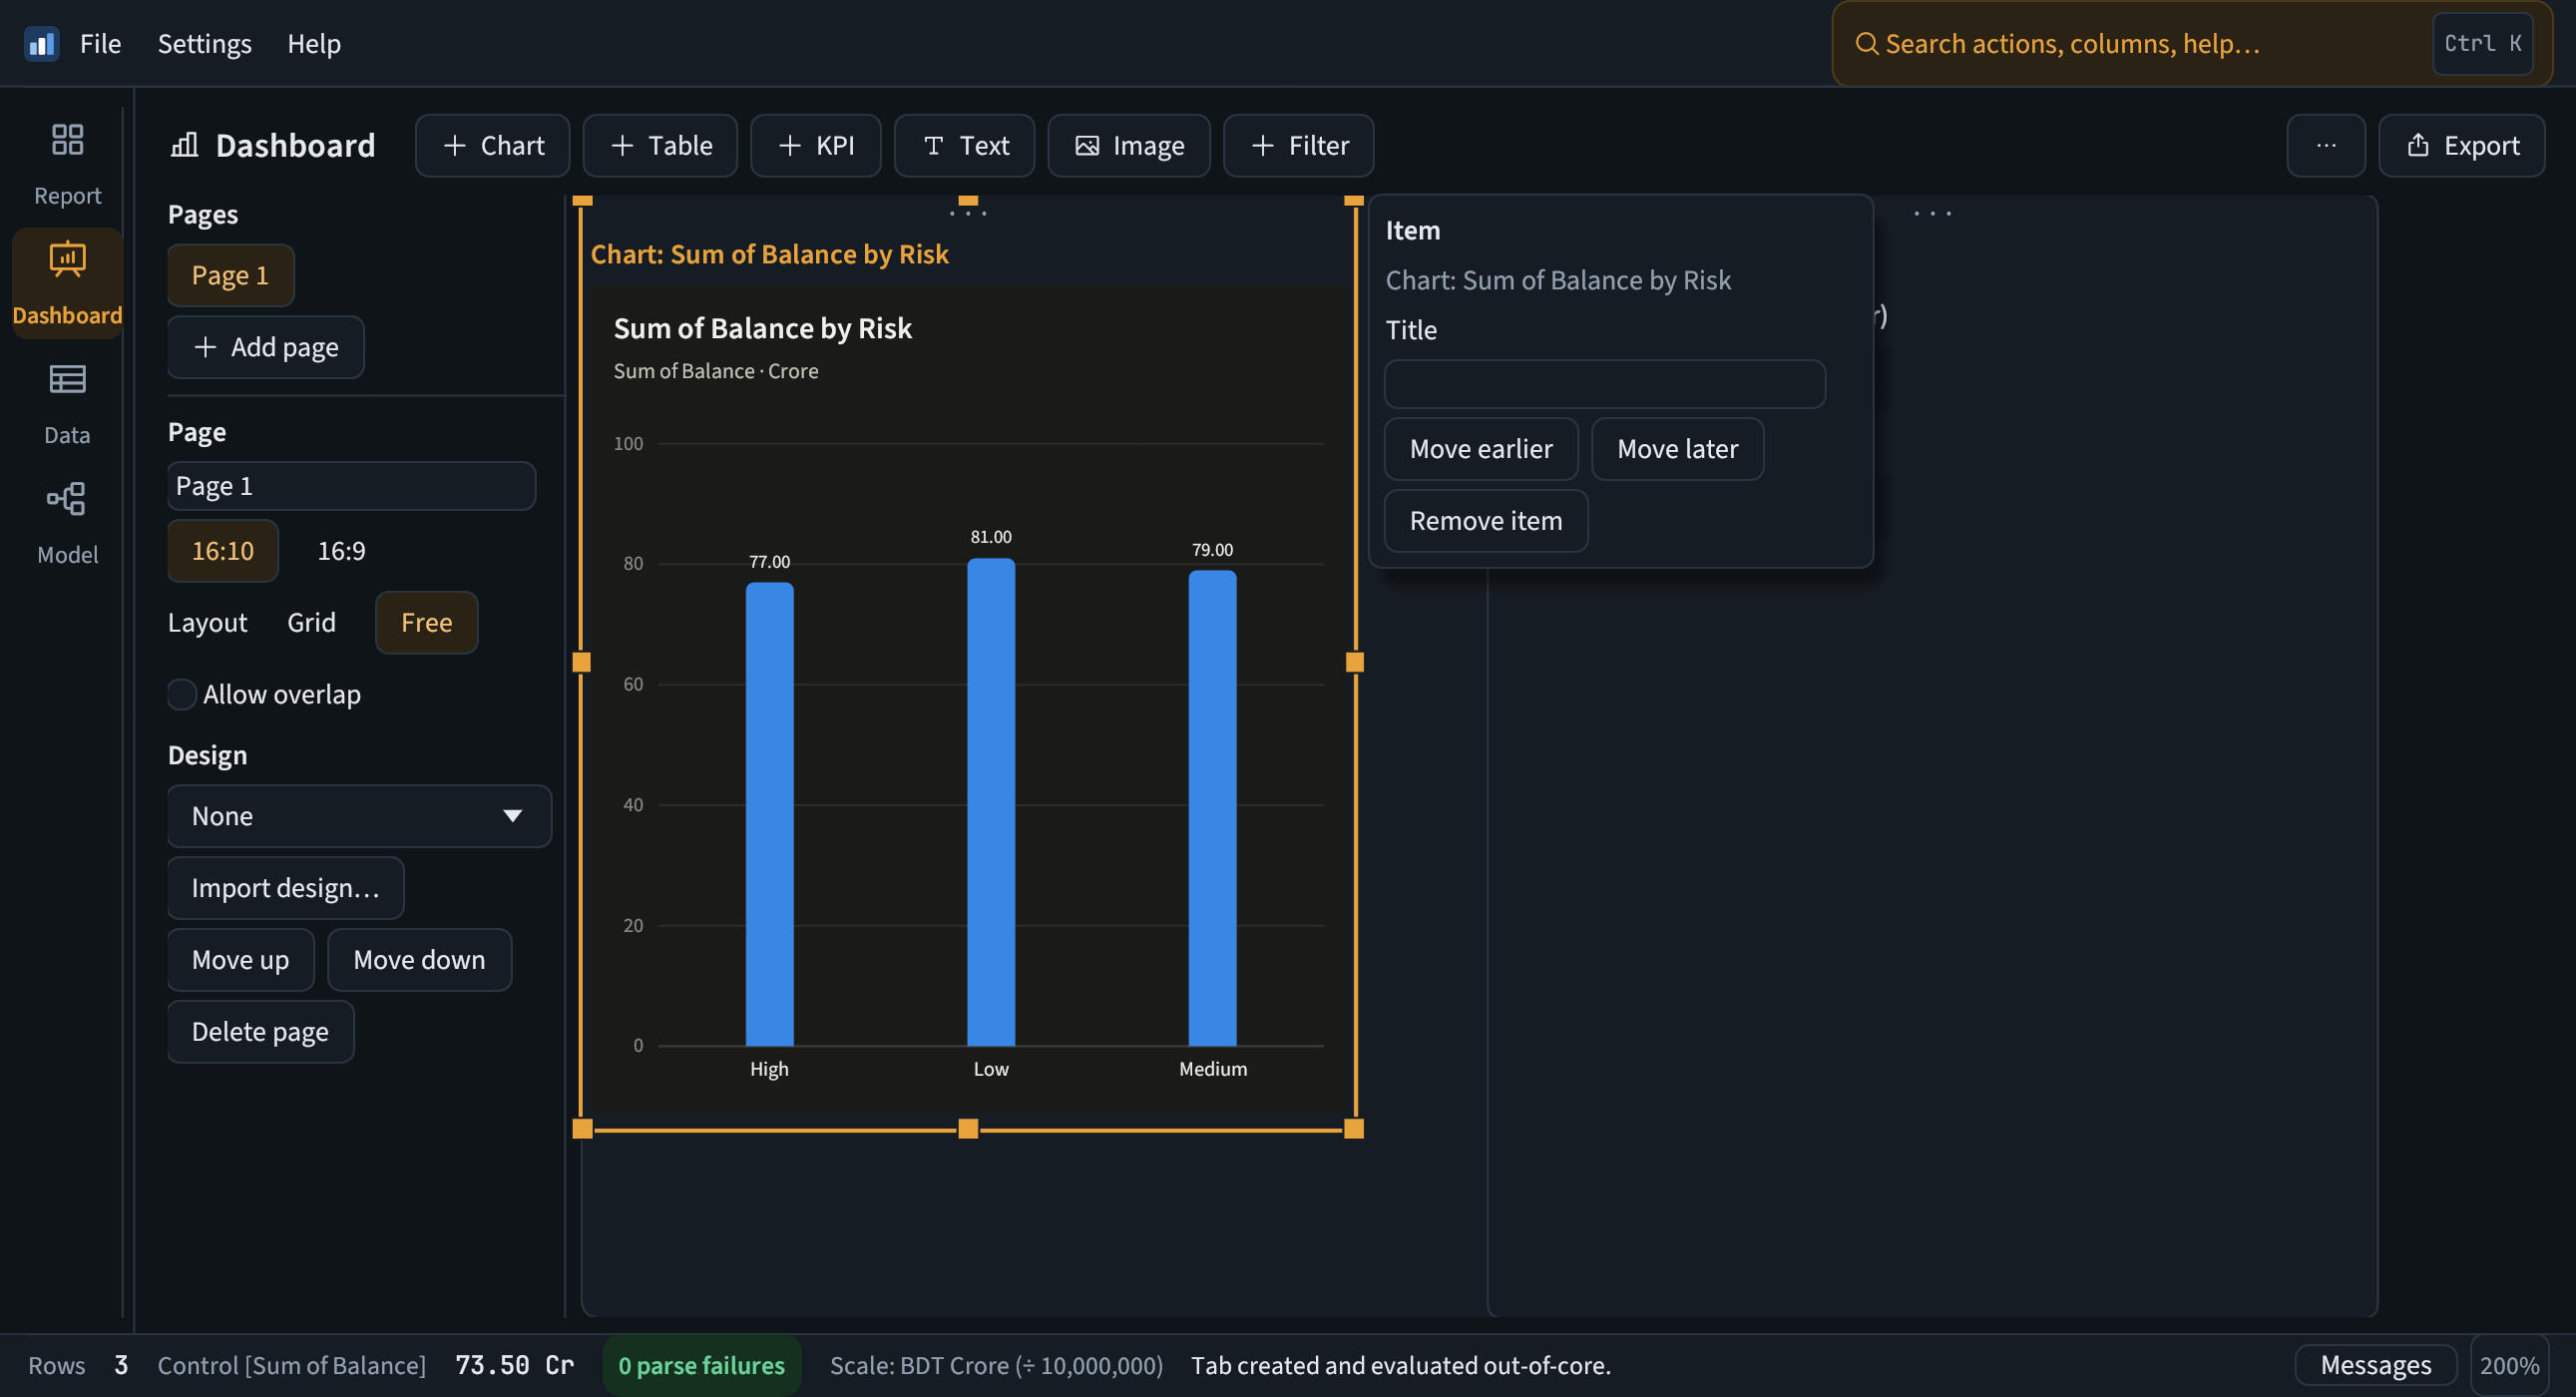 File Settings Help
Search actions, columns, help… Ctrl K
Report
Dashboard
Data
Model
Dashboard
+ Chart + Table + KPI Text Image + Filter
··· Export
Pages
Page 1
+ Add page
Page
Page 1
16:10 16:9
Layout Grid Free
Allow overlap
Design
None
Import design…
Move up Move down
Delete page
Chart: Sum of Balance by Risk
Sum of Balance by Risk
Sum of Balance · Crore
100
80
60
40
20
0
77.00
81.00
79.00
High Low Medium
Item
Chart: Sum of Balance by Risk
Title
Move earlier Move later
Remove item
Rows 3 Control [Sum of Balance] 73.50 Cr 0 parse failures Scale: BDT Crore (÷ 10,000,000) Tab created and evaluated out-of-core. Messages 200%